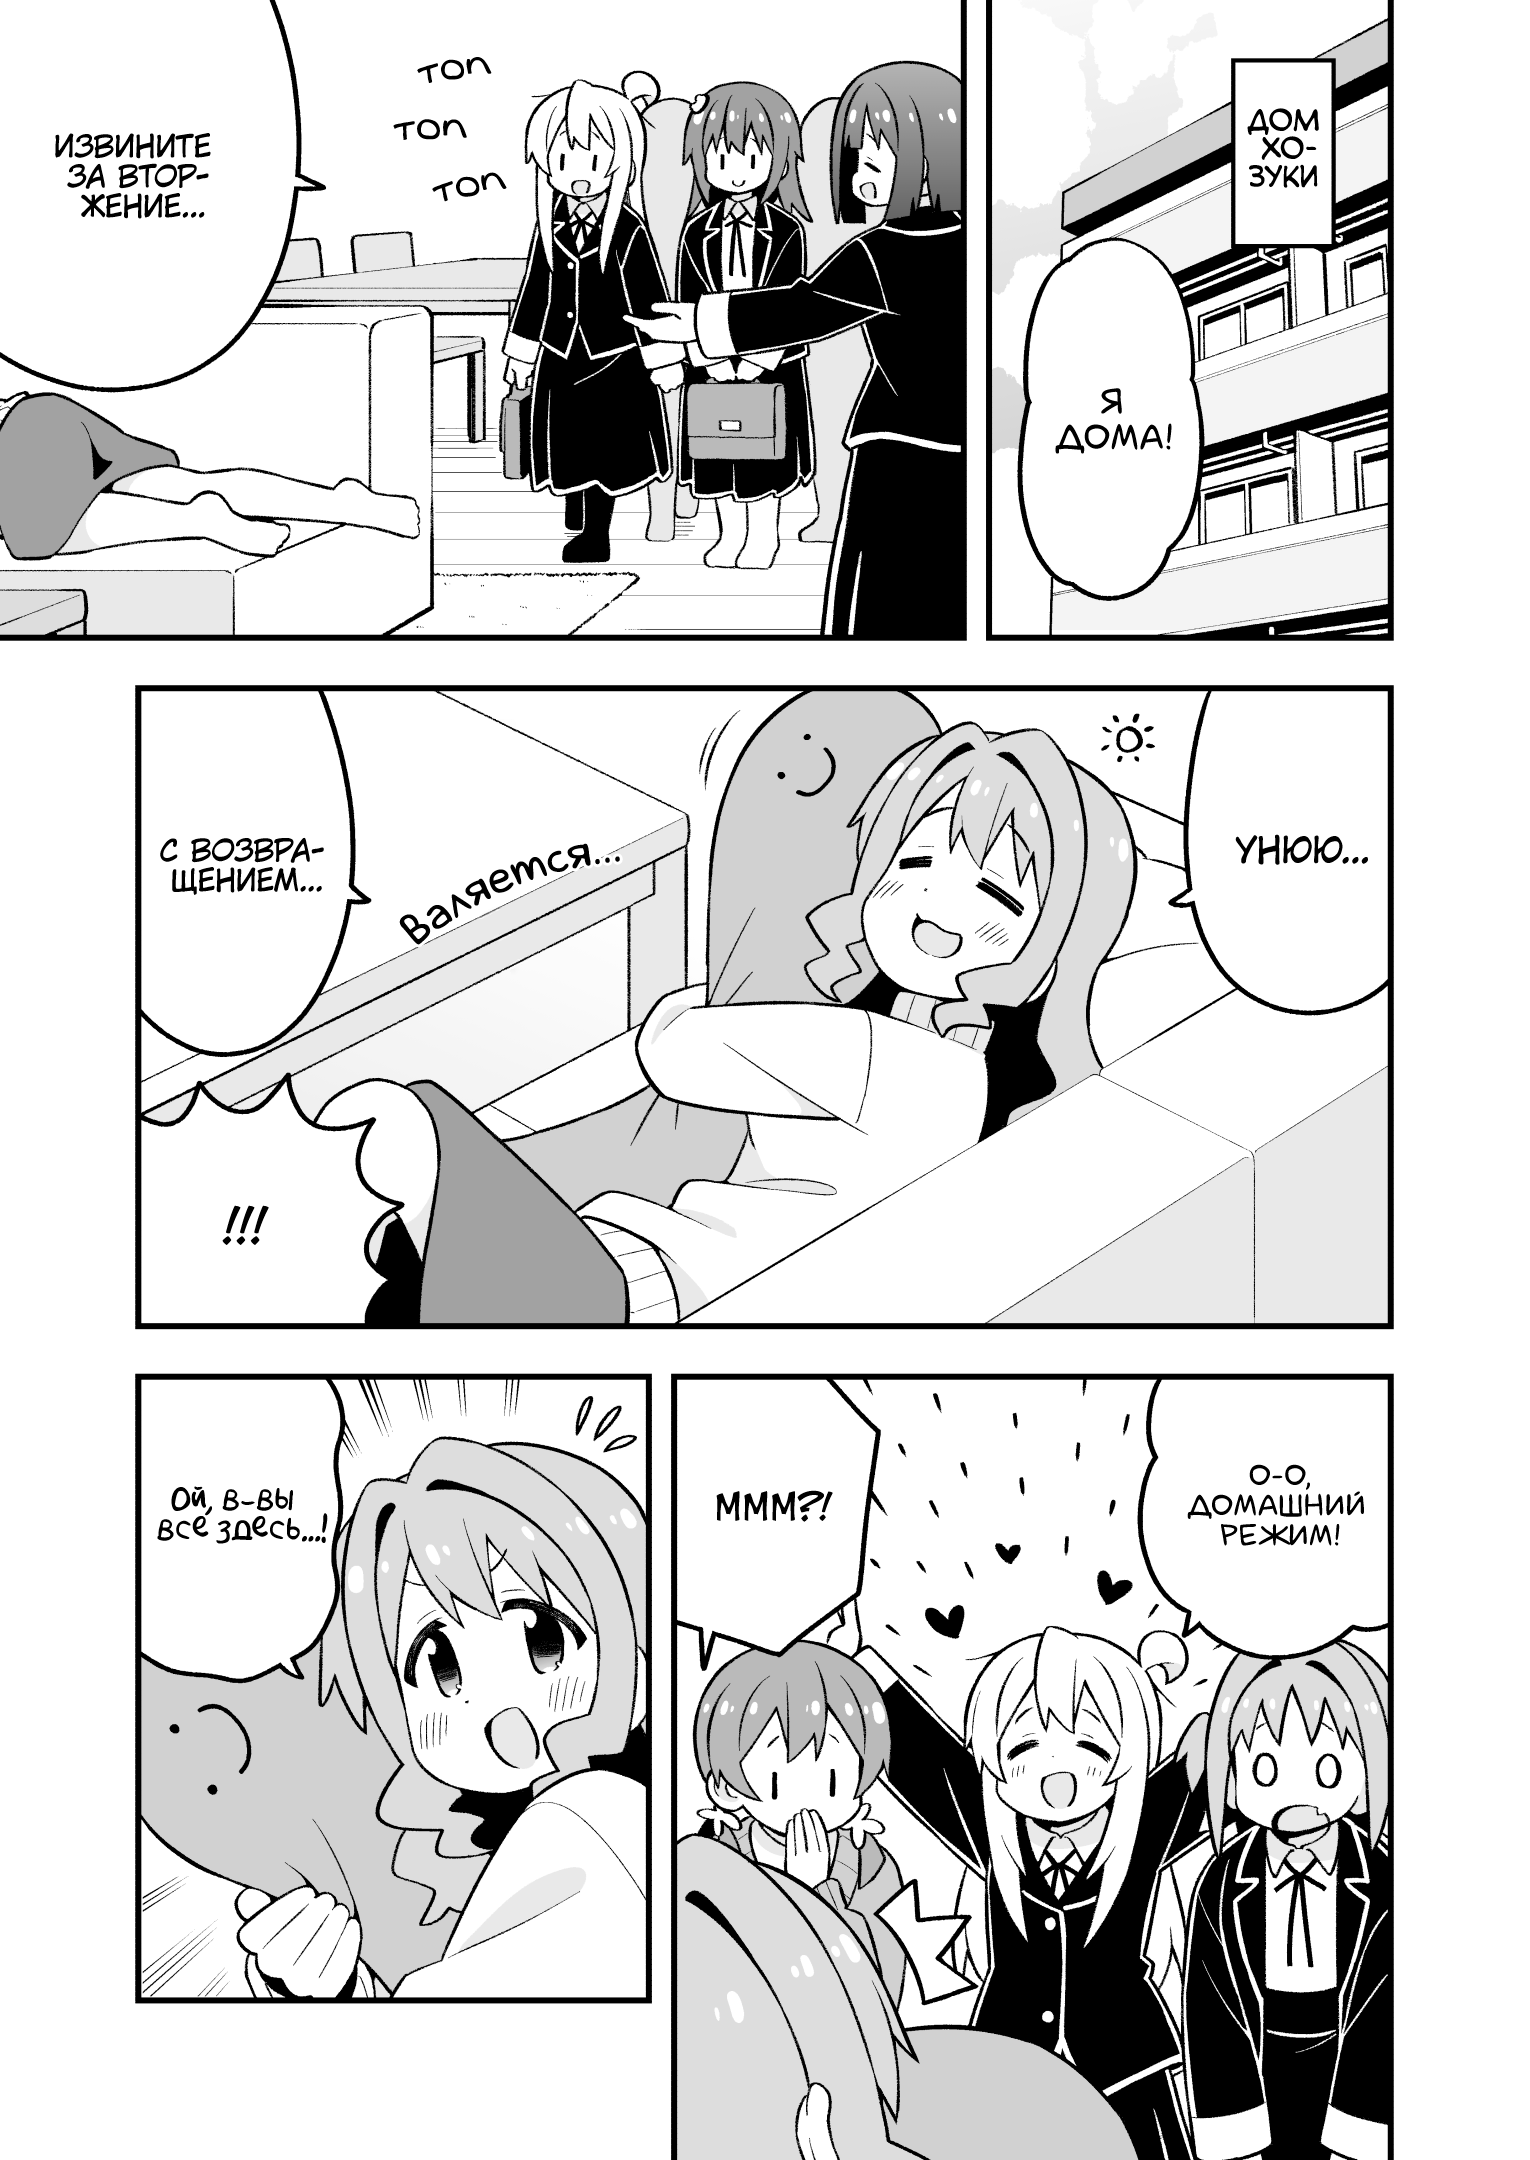 ДОМ
ХО-
ЗУКИ
Я
ДОМА!
топ
топ
топ
ИЗВИНИТЕ
ЗА ВТОР-
ЖЕНИЕ...
УНЮЮ...
Валяется...
С ВОЗВРА-
ЩЕНИЕМ...
!!!
О-О,
ДОМАШНИЙ
РЕЖИМ!
МММ?!
Ой, в-вы
все здесь...!